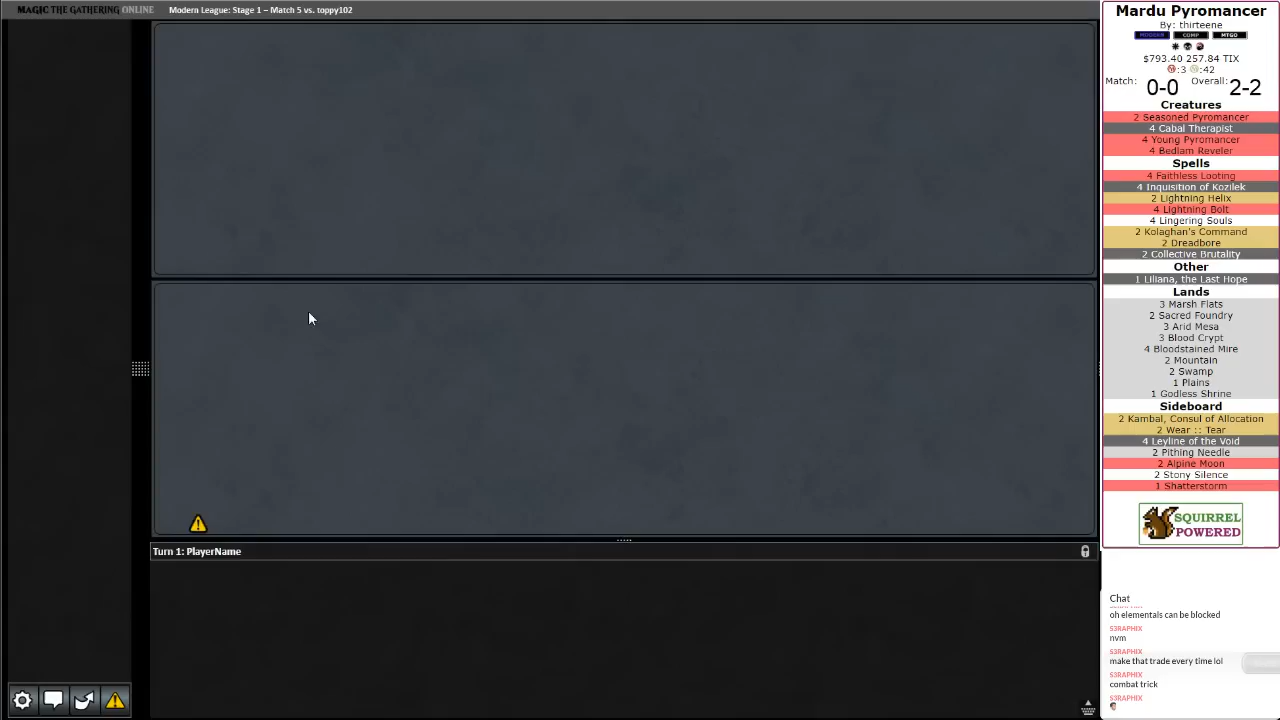 MAGIC THE GATHERING ONLINE
Modern League: Stage 1 – Match 5 vs. toppy102
Turn 1: PlayerName
Mardu Pyromancer
By: thirteene
MODERN COMP MTGO
$793.40 257.84 TIX
:3 :42
Match: 0-0 Overall: 2-2
Creatures
2 Seasoned Pyromancer
4 Cabal Therapist
4 Young Pyromancer
4 Bedlam Reveler
Spells
4 Faithless Looting
4 Inquisition of Kozilek
2 Lightning Helix
4 Lightning Bolt
4 Lingering Souls
2 Kolaghan's Command
2 Dreadbore
2 Collective Brutality
Other
1 Liliana, the Last Hope
Lands
3 Marsh Flats
2 Sacred Foundry
3 Arid Mesa
3 Blood Crypt
4 Bloodstained Mire
2 Mountain
2 Swamp
1 Plains
1 Godless Shrine
Sideboard
2 Kambal, Consul of Allocation
2 Wear :: Tear
4 Leyline of the Void
2 Pithing Needle
2 Alpine Moon
2 Stony Silence
1 Shatterstorm
SQUIRREL
POWERED
Chat
oh elementals can be blocked
S3RAPHIX
nvm
S3RAPHIX
make that trade every time lol
S3RAPHIX
combat trick
S3RAPHIX